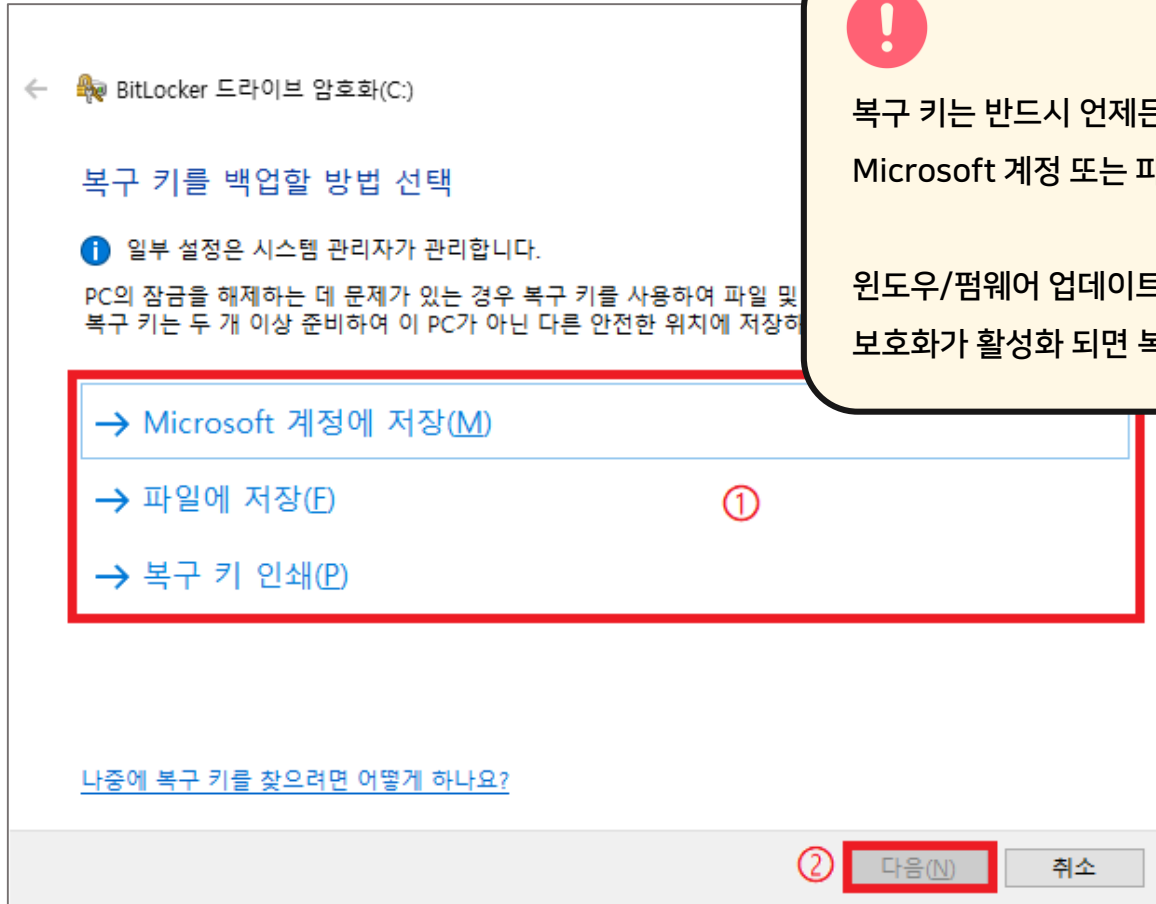 BitLocker 드라이브 암호화(C:)
복구 키를 백업할 방법 선택
일부 설정은 시스템 관리자가 관리합니다.
PC의 잠금을 해제하는 데 문제가 있는 경우 복구 키를 사용하여 파일 및
복구 키는 두 개 이상 준비하여 이 PC가 아닌 다른 안전한 위치에 저장하
→ Microsoft 계정에 저장(M)
→ 파일에 저장(F)
①
→ 복구 키 인쇄(P)
나중에 복구 키를 찾으려면 어떻게 하나요?
② 다음(N) 취소
복구 키는 반드시 언제든
Microsoft 계정 또는 파
윈도우/펌웨어 업데이트
보호화가 활성화 되면 복